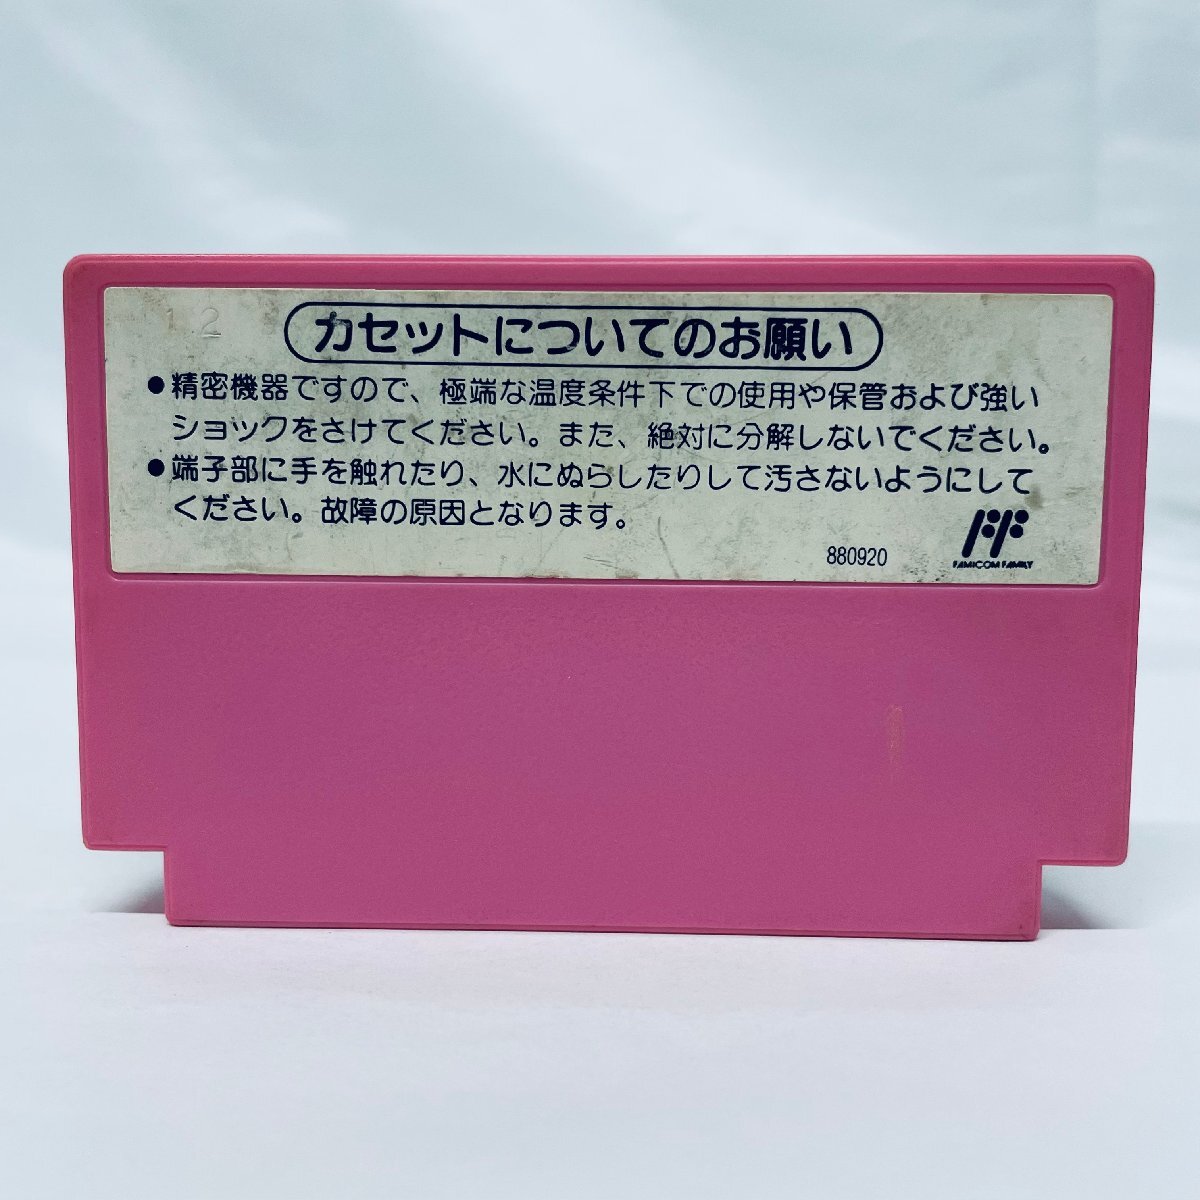 12
カセットについてのお願い
●精密機器ですので、極端な温度条件下での使用や保管および強い
ショックをさけてください。また、絶対に分解しないでください。
●端子部に手を触れたり、水にぬらしたりして汚さないようにして
ください。故障の原因となります。
880920
FAMICOM FAMILY